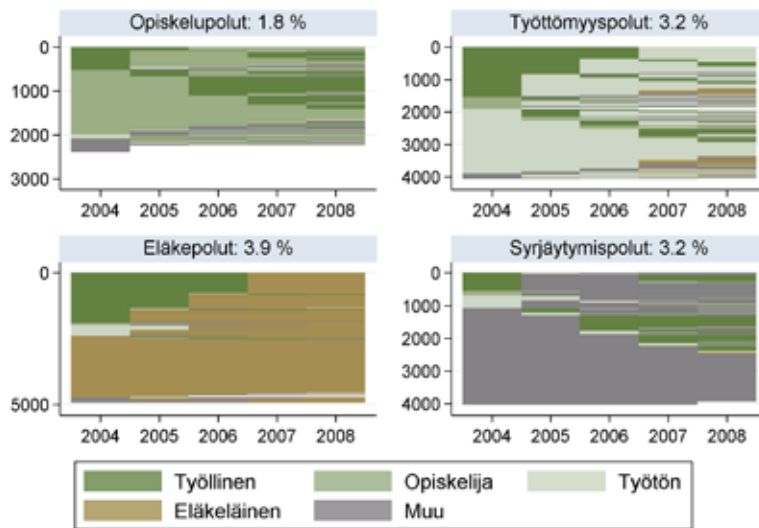 Opiskelupolut: 1.8 %
0
1000
2000
3000
2004 2005 2006 2007 2008
Työttömyyspolut: 3.2 %
0
1000
2000
3000
4000
2004 2005 2006 2007 2008
Eläkepolut: 3.9 %
0
5000
2004 2005 2006 2007 2008
Syrjäytymispolut: 3.2 %
0
1000
2000
3000
4000
2004 2005 2006 2007 2008
Työllinen Opiskelija Työtön
Eläkeläinen Muu